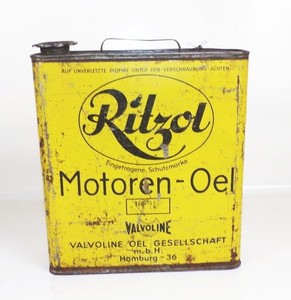 AUF UNVERLETZTE PLOMBE UNTER DER VERSCHRAUBUNG ACHTEN
Ritzol
Eingetragene Schutzmarke
Motoren-Oel
VALVOLINE
VALVOLINE OEL GESELLSCHAFT
m.b.H.
Hamburg - 36